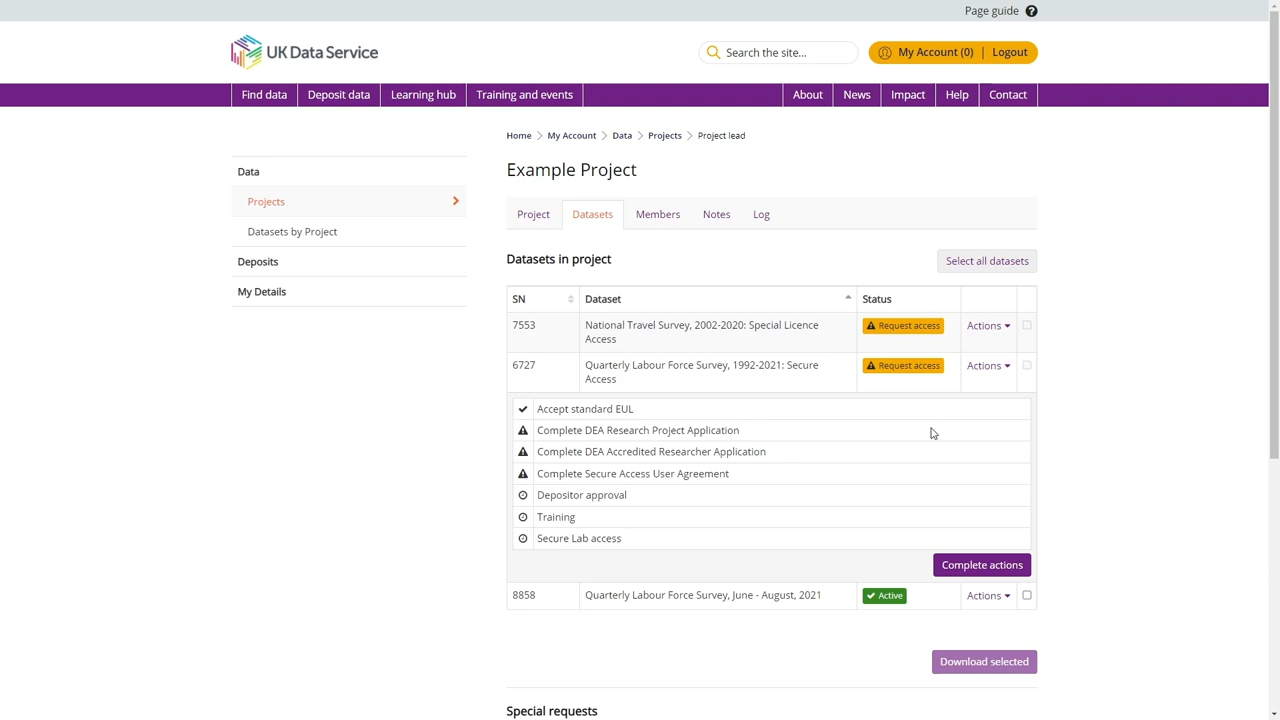 Page guide
UK Data Service
Search the site...
My Account (0) | Logout
Find data
Deposit data
Learning hub
Training and events
About
News
Impact
Help
Contact
Home > My Account > Data > Projects > Project lead
Data
Projects
Datasets by Project
Deposits
My Details
Example Project
Project
Datasets
Members
Notes
Log
Datasets in project
Select all datasets
SN
Dataset
Status
7553
National Travel Survey, 2002-2020: Special Licence
Access
Request access
Actions
6727
Quarterly Labour Force Survey, 1992-2021: Secure
Access
Request access
Actions
Accept standard EUL
Complete DEA Research Project Application
Complete DEA Accredited Researcher Application
Complete Secure Access User Agreement
Depositor approval
Training
Secure Lab access
Complete actions
8858
Quarterly Labour Force Survey, June - August, 2021
Active
Actions
Download selected
Special requests